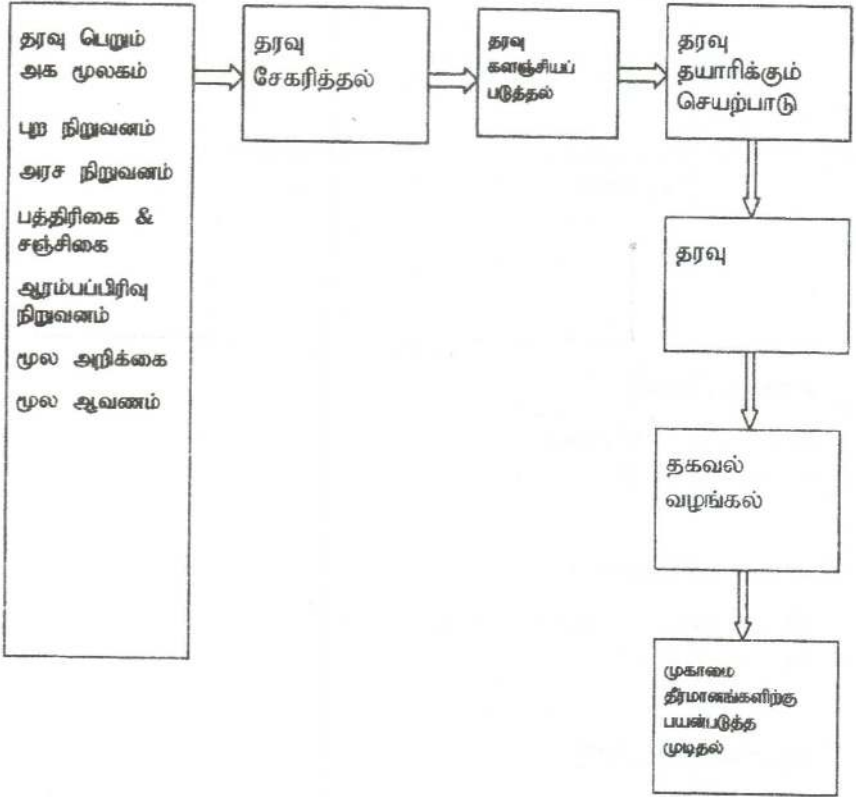 தரவு பெறும்
அக மூலகம்
புற நிறுவனம்
அரச நிறுவனம்
பத்திரிகை &
சஞ்சிகை
ஆரம்பப்பிரிவு
நிறுவனம்
மூல அறிக்கை
மூல ஆவணம்
தரவு
சேகரித்தல்
தரவு
களஞ்சியப்
படுத்தல்
தரவு
தயாரிக்கும்
செயற்பாடு
தரவு
தகவல்
வழங்கல்
முகாமை
தீர்மானங்களிற்கு
பயன்படுத்த
முடிதல்